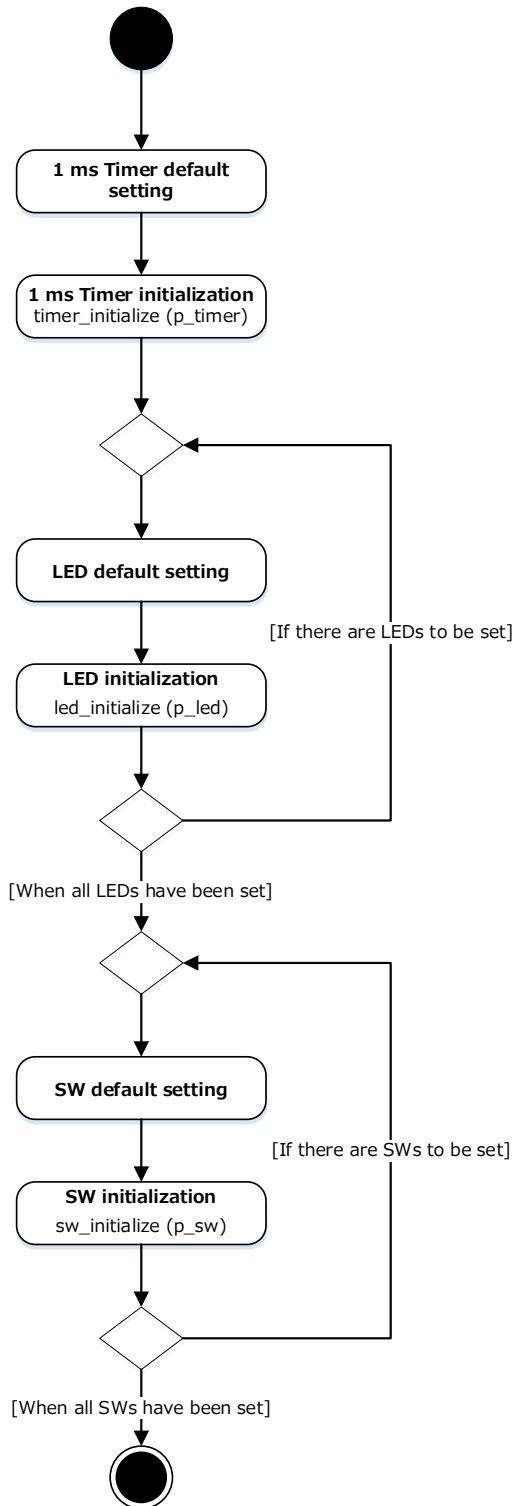 1 ms Timer default
setting
1 ms Timer initialization
timer_initialize (p_timer)
LED default setting
[If there are LEDs to be set]
LED initialization
led_initialize (p_led)
[When all LEDs have been set]
SW default setting
[If there are SWs to be set]
SW initialization
sw_initialize (p_sw)
[When all SWs have been set]